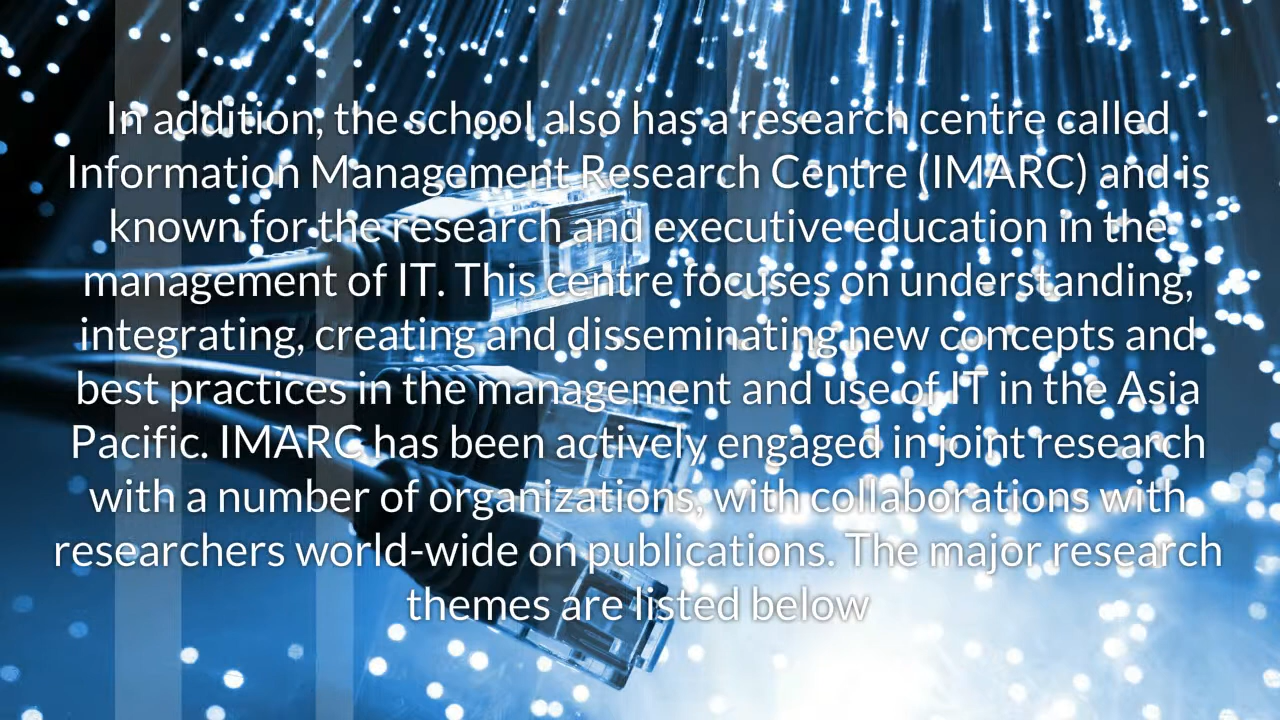 In addition, the school also has a research centre called
Information Management Research Centre (IMARC) and is
known for the research and executive education in the
management of IT. This centre focuses on understanding,
integrating, creating and disseminating new concepts and
best practices in the management and use of IT in the Asia
Pacific. IMARC has been actively engaged in joint research
with a number of organizations, with collaborations with
researchers world-wide on publications. The major research
themes are listed below